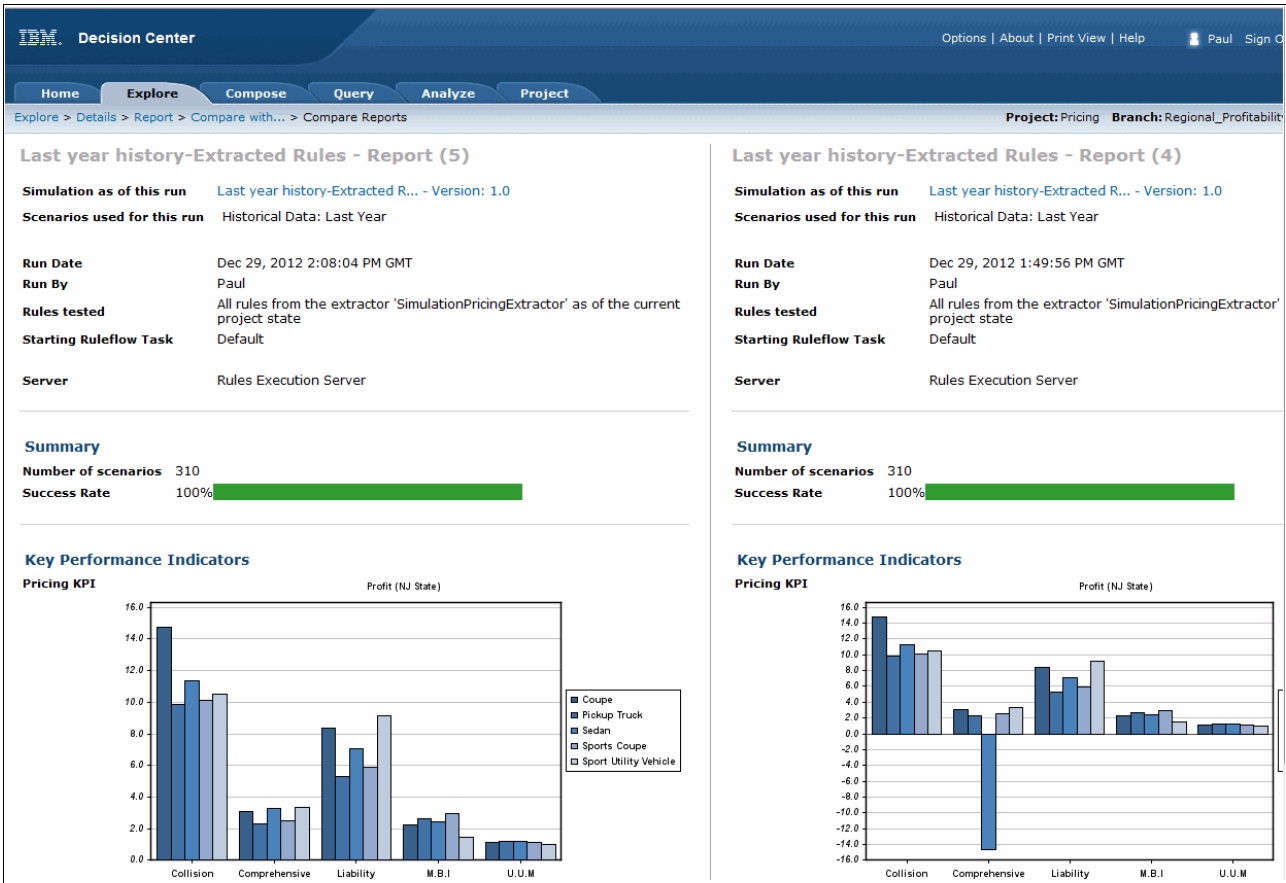 IBM. Decision Center
Options | About | Print View | Help Paul Sign
Home Explore Compose Query Analyze Project
Explore > Details > Report > Compare with... > Compare Reports
Project: Pricing Branch: Regional_Profitability
Last year history-Extracted Rules - Report (5)
Simulation as of this run Last year history-Extracted R... - Version: 1.0
Scenarios used for this run Historical Data: Last Year
Run Date Dec 29, 2012 2:08:04 PM GMT
Run By Paul
Rules tested All rules from the extractor 'SimulationPricingExtractor' as of the current
project state
Starting Ruleflow Task Default
Server Rules Execution Server
Summary
Number of scenarios 310
Success Rate 100%
Key Performance Indicators
Pricing KPI
Profit (NJ State)
16.0
14.0
12.0
10.0
8.0
6.0
4.0
2.0
0.0
Collision Comprehensive Liability M.B.I U.U.M
Coupe
Pickup Truck
Sedan
Sports Coupe
Sport Utility Vehicle
Last year history-Extracted Rules - Report (4)
Simulation as of this run Last year history-Extracted R... - Version: 1.0
Scenarios used for this run Historical Data: Last Year
Run Date Dec 29, 2012 1:49:56 PM GMT
Run By Paul
Rules tested All rules from the extractor 'SimulationPricingExtractor'
project state
Starting Ruleflow Task Default
Server Rules Execution Server
Summary
Number of scenarios 310
Success Rate 100%
Key Performance Indicators
Pricing KPI
Profit (NJ State)
16.0
14.0
12.0
10.0
8.0
6.0
4.0
2.0
0.0
-2.0
-4.0
-6.0
-8.0
-10.0
-12.0
-14.0
-16.0
Collision Comprehensive Liability M.B.I U.U.M